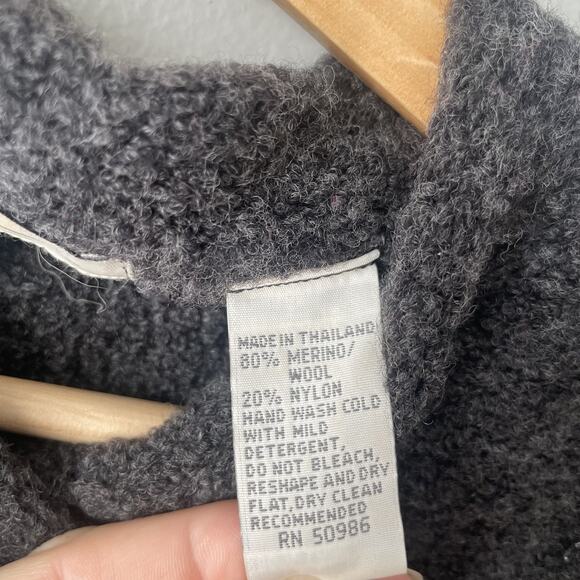 MADE IN THAILAND
80% MERINO/
WOOL
20% NYLON
HAND WASH COLD
WITH MILD
DETERGENT,
DO NOT BLEACH,
RESHAPE AND DRY
FLAT, DRY CLEAN
RECOMMENDED
RN 50986